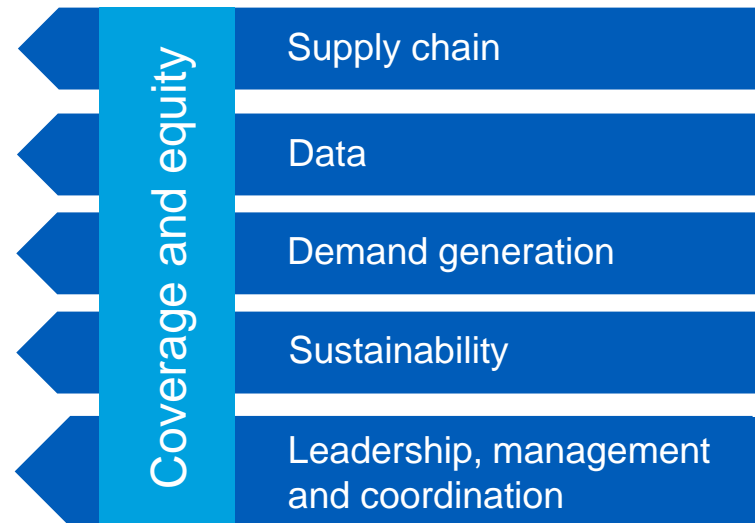 Coverage and equity
Supply chain
Data
Demand generation
Sustainability
Leadership, management
and coordination